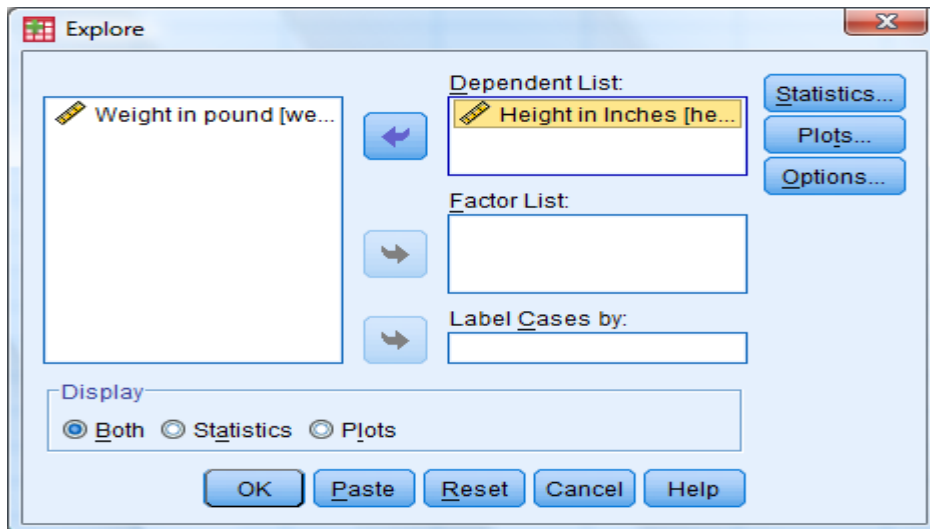 Explore
Weight in pound [we...
Dependent List:
Height in Inches [he...
Factor List:
Label Cases by:
Statistics...
Plots...
Options...
Display
Both Statistics Plots
OK Paste Reset Cancel Help